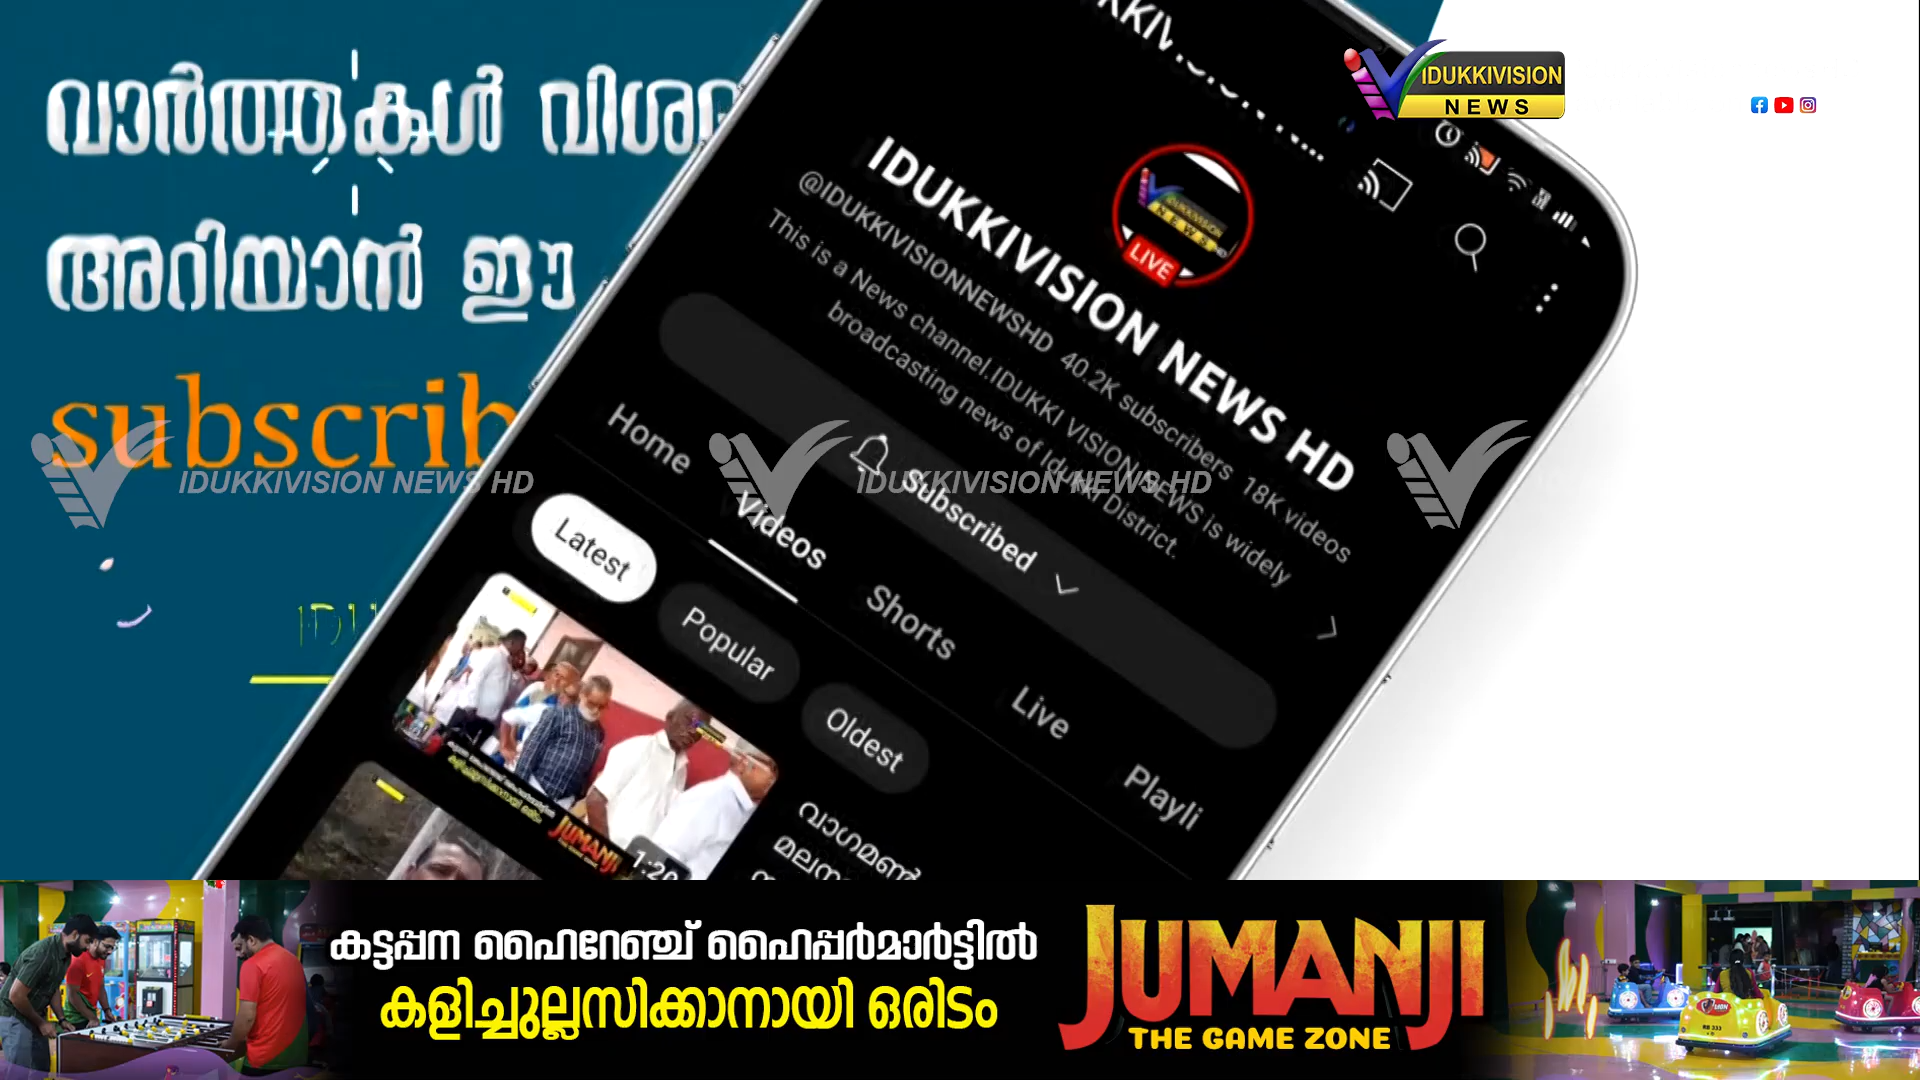 വാർത്തകൾ
അറിയാൻ ഈ
IDUKKIVISION
NEWS
IDUKKIVISION NEWS HD
@IDUKKIVISIONNEWSHD 40.2K subscribers 18K videos
This is a News channel.IDUKKI VISION NEWS is widely
broadcasting news of Idukki District.
LIVE
Subscribed
Home
Videos
Shorts
Live
Playli
Latest
Popular
Oldest
വാഗമൺ
IDUKKIVISION NEWS HD
IDUKKIVISION NEWS HD
JUMANJI
കട്ടപ്പന ഹൈറേഞ്ച് ഹൈപ്പർമാർട്ടിൽ
കളിച്ചുല്ലസിക്കാനായി ഒരിടം
JUMANJI
THE GAME ZONE